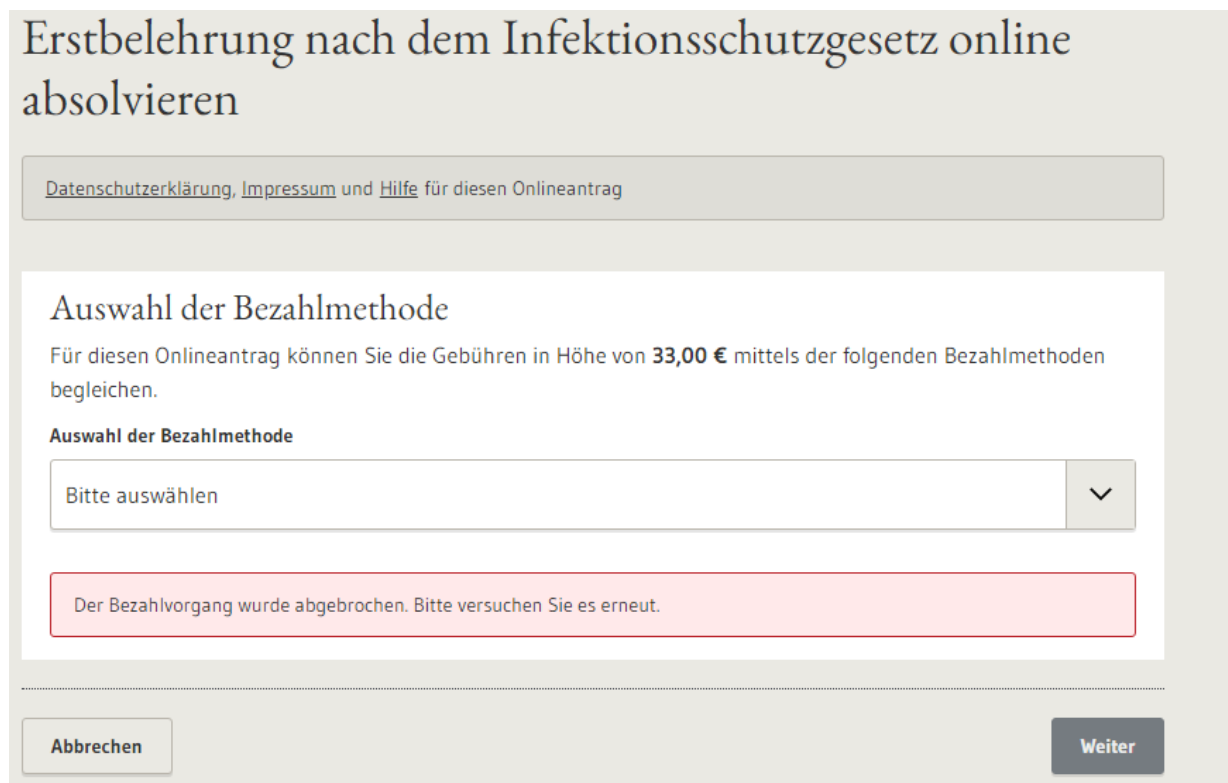 Erstbelehrung nach dem Infektionsschutzgesetz online
absolvieren
Datenschutzerklärung, Impressum und Hilfe für diesen Onlineantrag
Auswahl der Bezahlmethode
Für diesen Onlineantrag können Sie die Gebühren in Höhe von 33,00 € mittels der folgenden Bezahlmethoden
begleichen.
Auswahl der Bezahlmethode
Bitte auswählen
Der Bezahlvorgang wurde abgebrochen. Bitte versuchen Sie es erneut.
Abbrechen
Weiter